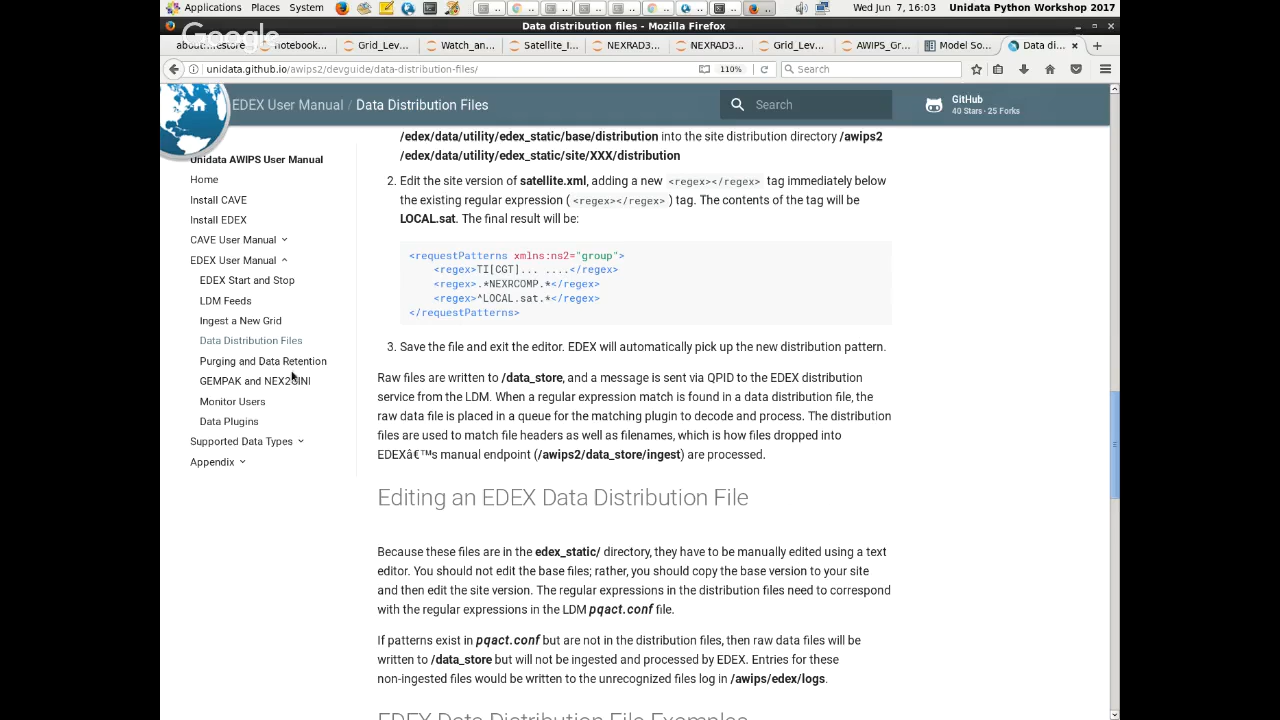 Applications Places System
Wed Jun 7, 16:03 Unidata Python Workshop 2017
Data distribution files - Mozilla Firefox
Google
notebook... Grid_Lev... Watch_an... Satellite_I... NEXRAD3... NEXRAD3... Grid_Lev... AWIPS_Gr... Model So... Data di...
unidata.github.io/awips2/devguide/data-distribution-files/
110%
Search
EDEX User Manual / Data Distribution Files
Search
GitHub
40 Stars · 25 Forks
Unidata AWIPS User Manual
Home
Install CAVE
Install EDEX
CAVE User Manual
EDEX User Manual
EDEX Start and Stop
LDM Feeds
Ingest a New Grid
Data Distribution Files
Purging and Data Retention
GEMPAK and NEX2GINI
Monitor Users
Data Plugins
Supported Data Types
Appendix
/edex/data/utility/edex_static/base/distribution into the site distribution directory /awips2
/edex/data/utility/edex_static/site/XXX/distribution
2. Edit the site version of satellite.xml, adding a new <regex></regex> tag immediately below
the existing regular expression ( <regex></regex> ) tag. The contents of the tag will be
LOCAL.sat. The final result will be:
<requestPatterns xmlns:ns2="group">
<regex>TI[CGT]... ....</regex>
<regex>.*NEXRCOMP.*</regex>
<regex>^LOCAL.sat.*</regex>
</requestPatterns>
3. Save the file and exit the editor. EDEX will automatically pick up the new distribution pattern.
Raw files are written to /data_store, and a message is sent via QPID to the EDEX distribution
service from the LDM. When a regular expression match is found in a data distribution file, the
raw data file is placed in a queue for the matching plugin to decode and process. The distribution
files are used to match file headers as well as filenames, which is how files dropped into
EDEXâ€™s manual endpoint (/awips2/data_store/ingest) are processed.
Editing an EDEX Data Distribution File
Because these files are in the edex_static/ directory, they have to be manually edited using a text
editor. You should not edit the base files; rather, you should copy the base version to your site
and then edit the site version. The regular expressions in the distribution files need to correspond
with the regular expressions in the LDM pqact.conf file.
If patterns exist in pqact.conf but are not in the distribution files, then raw data files will be
written to /data_store but will not be ingested and processed by EDEX. Entries for these
non-ingested files would be written to the unrecognized files log in /awips/edex/logs.
EDEX Data Distribution File Examples